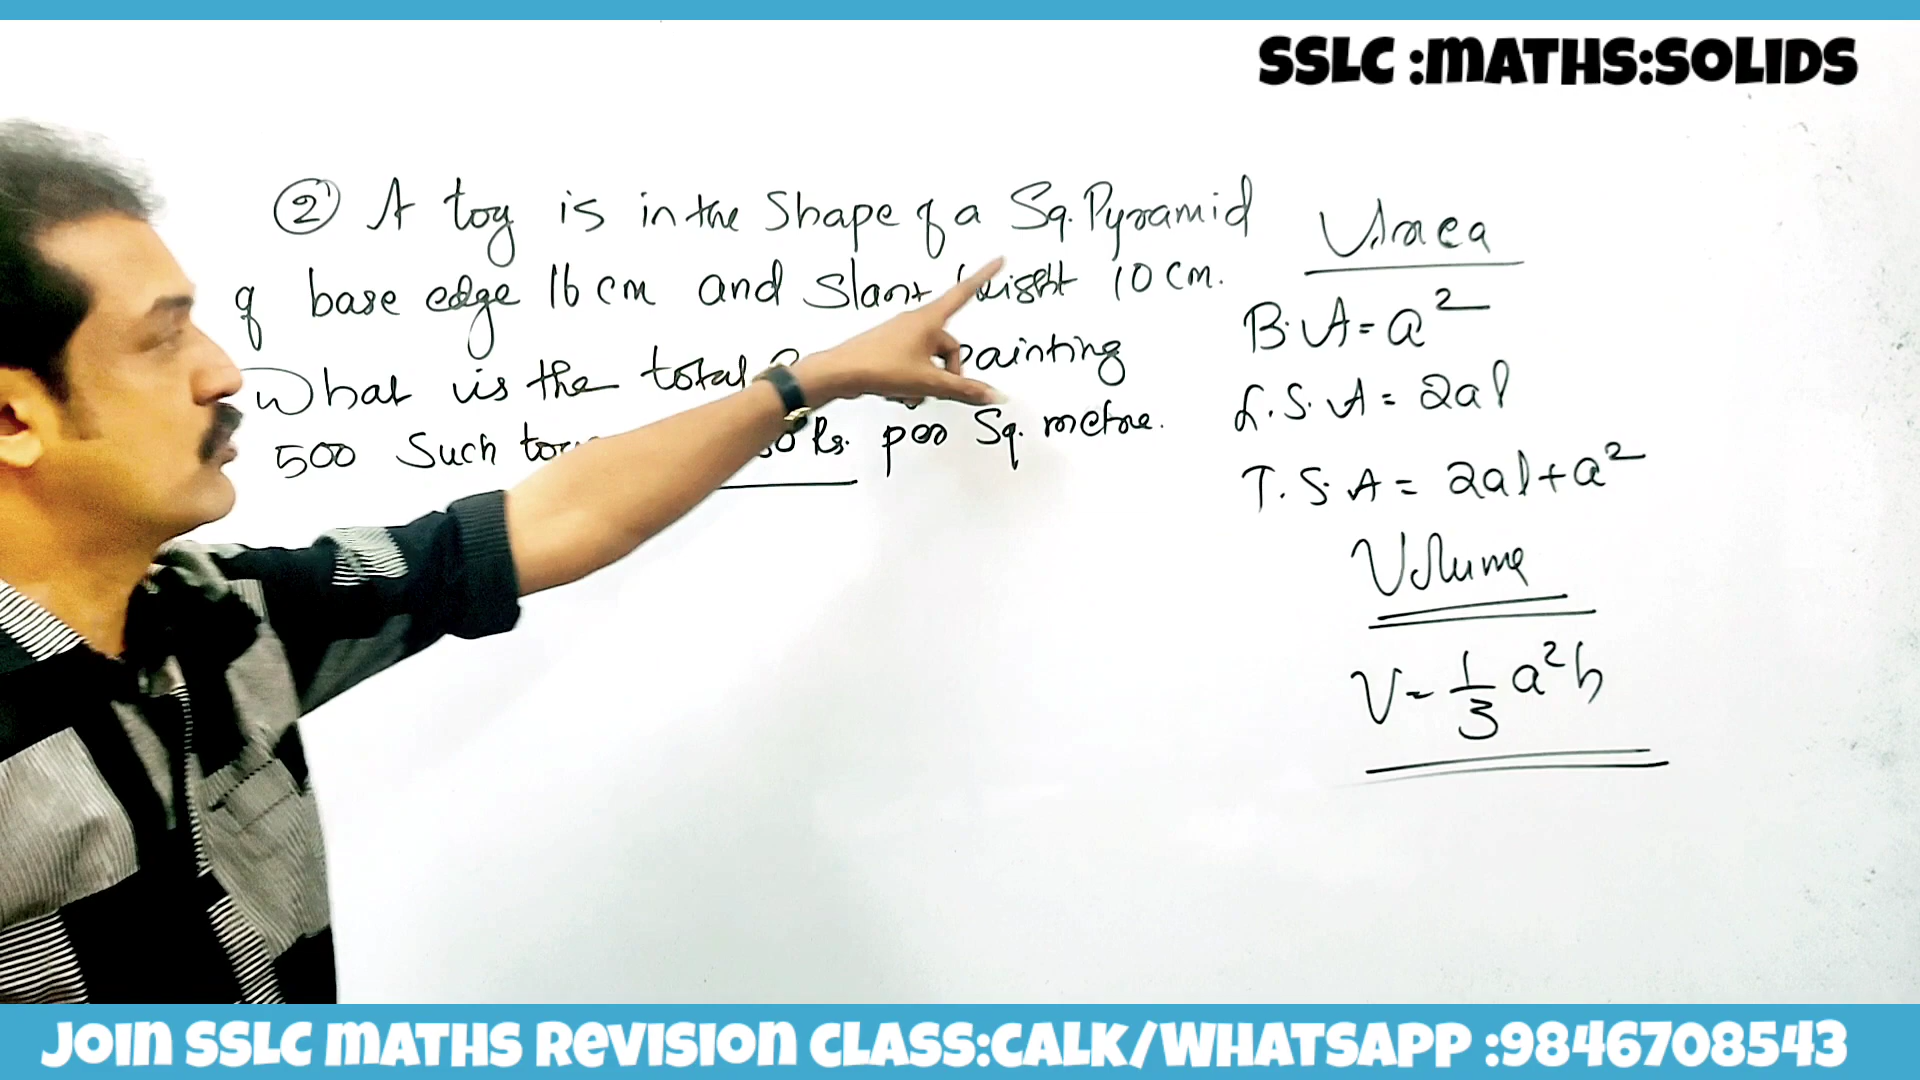 SSLC :MATHS:SOLIDS
② A toy is in the Shape of a Sq. Pyramid
of base edge 16 cm and Slant height 10 cm.
What is the total painting
500 Such Rs. per Sq. metre.
Area
B.A = a²
L.S.A = 2al
T.S.A = 2al + a²
Volume
V = 1/3 a²h
JOIN SSLC MATHS REVISION CLASS:CALK/WHATSAPP :9846708543